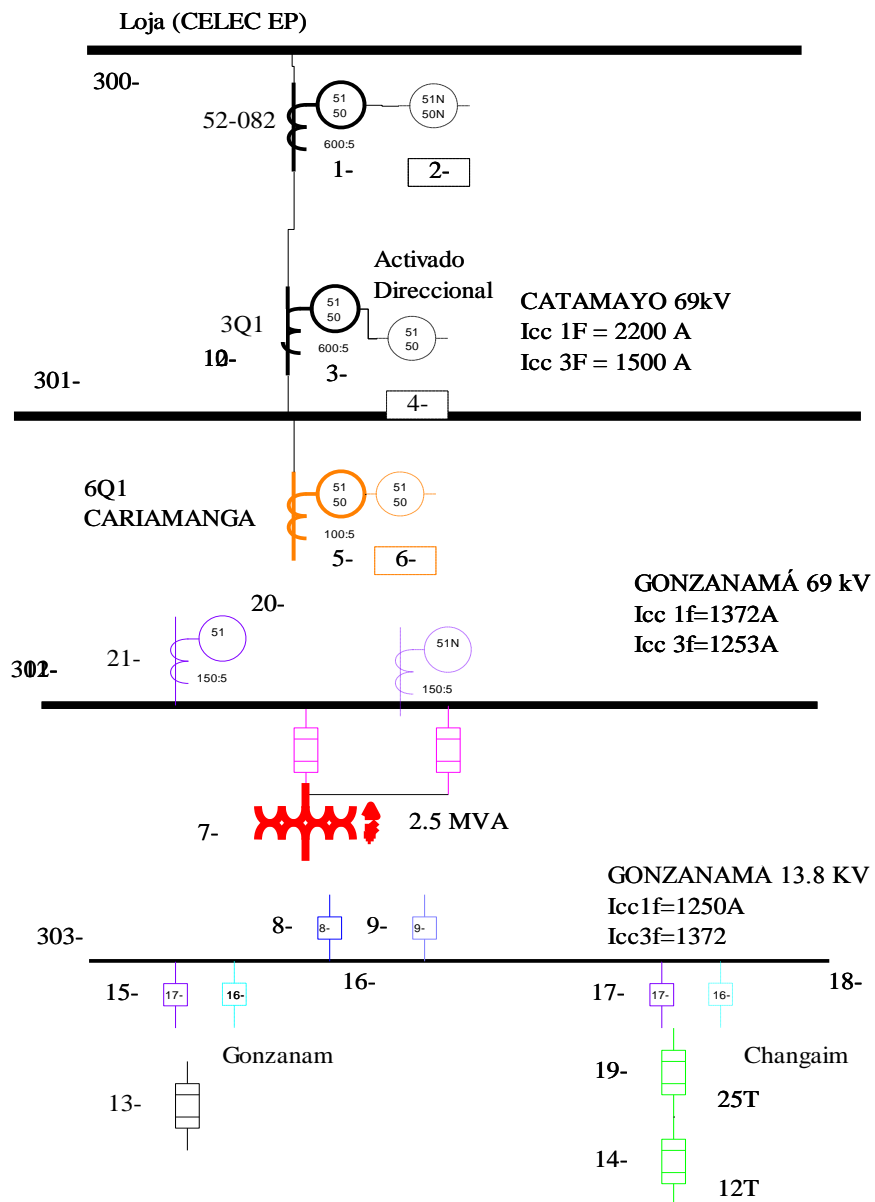 Loja (CELEC EP)
300-
52-082
51
50
51N
50N
600:5
1-
2-
Activado
Direccional
3Q1
51
50
51
50
600:5
3-
4-
CATAMAYO 69kV
Icc 1F = 2200 A
Icc 3F = 1500 A
301-
6Q1
CARIAMANGA
51
50
51
50
100:5
5-
6-
GONZANAMÁ 69 kV
Icc 1f=1372A
Icc 3f=1253A
20-
21-
51
150:5
51N
150:5
7-
2.5 MVA
GONZANAMA 13.8 KV
Icc1f=1250A
Icc3f=1372
8-
8-
9-
9-
303-
15-
17-
16-
16-
17-
17-
16-
18-
Gonzanam
Changaim
13-
19-
25T
14-
12T